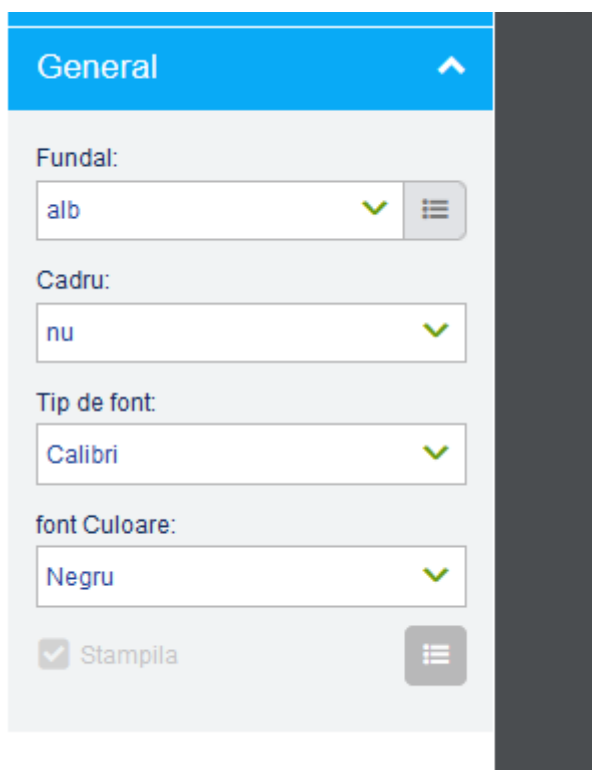 General
Fundal:
alb
Cadru:
nu
Tip de font:
Calibri
font Culoare:
Negru
Stampila